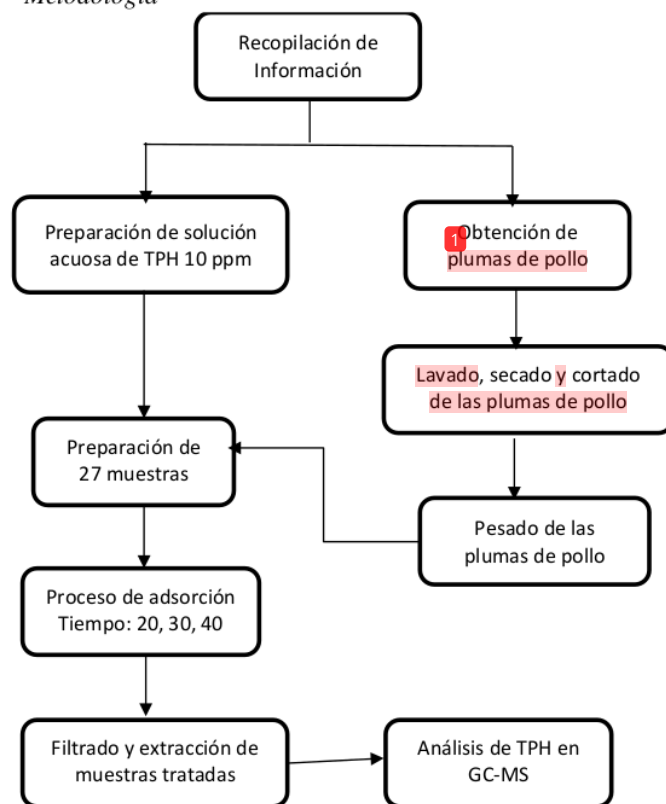 Metodología
Recopilación de
Información
Preparación de solución
acuosa de TPH 10 ppm
1
Obtención de
plumas de pollo
Lavado, secado y cortado
de las plumas de pollo
Preparación de
27 muestras
Pesado de las
plumas de pollo
Proceso de adsorción
Tiempo: 20, 30, 40
Filtrado y extracción de
muestras tratadas
Análisis de TPH en
GC-MS